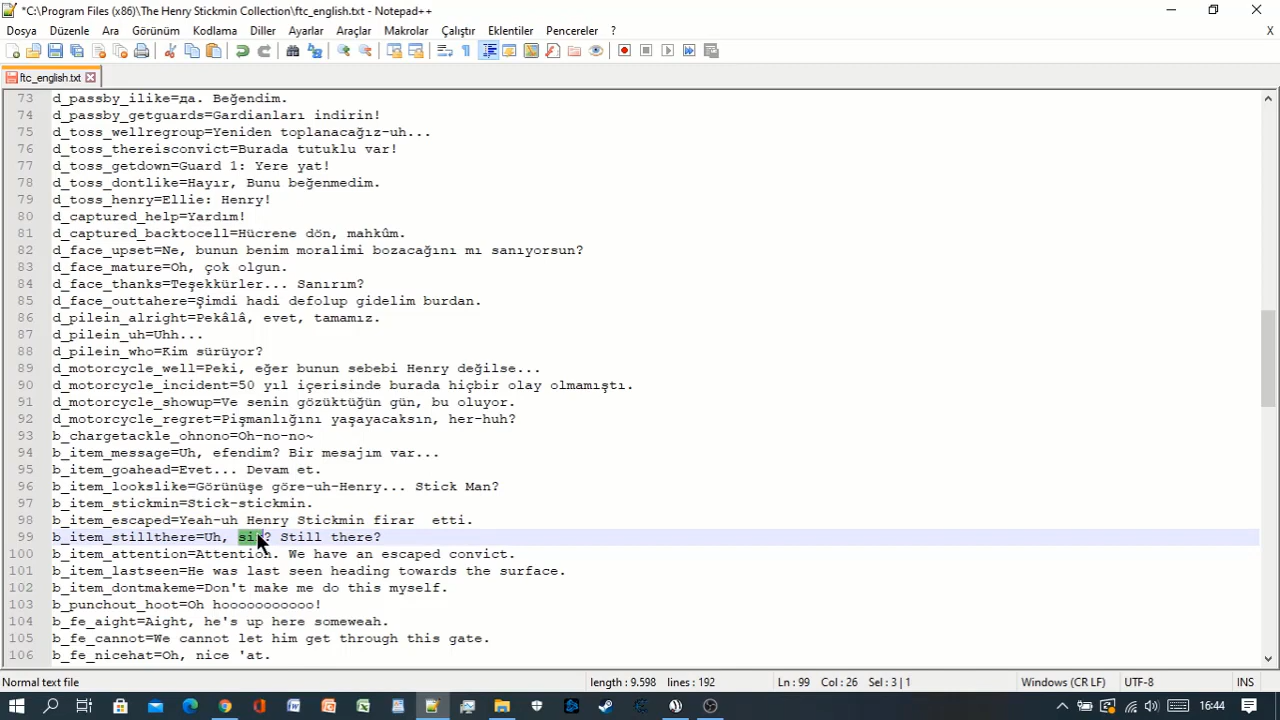 *C:\Program Files (x86)\The Henry Stickmin Collection\ftc_english.txt - Notepad++
Dosya Düzenle Ara Görünüm Kodlama Diller Ayarlar Araçlar Makrolar Çalıştır Eklentiler Pencereler ? X
ftc_english.txt
73 d_passby_ilike=да. Beğendim.
74 d_passby_getguards=Gardianları indirin!
75 d_toss_wellregroup=Yeniden toplanacağız-uh...
76 d_toss_thereisconvict=Burada tutuklu var!
77 d_toss_getdown=Guard 1: Yere yat!
78 d_toss_dontlike=Hayır, Bunu beğenmedim.
79 d_toss_henry=Ellie: Henry!
80 d_captured_help=Yardım!
81 d_captured_backtocell=Hücrene dön, mahkûm.
82 d_face_upset=Ne, bunun benim moralimi bozacağını mı sanıyorsun?
83 d_face_mature=Oh, çok olgun.
84 d_face_thanks=Teşekkürler... Sanırım?
85 d_face_outtahere=Şimdi hadi defolup gidelim burdan.
86 d_pilein_alright=Pekâlâ, evet, tamamız.
87 d_pilein_uh=Uhh...
88 d_pilein_who=Kim sürüyor?
89 d_motorcycle_well=Peki, eğer bunun sebebi Henry değilse...
90 d_motorcycle_incident=50 yıl içerisinde burada hiçbir olay olmamıştı.
91 d_motorcycle_showup=Ve senin gözüktüğün gün, bu oluyor.
92 d_motorcycle_regret=Pişmanlığını yaşayacaksın, her-huh?
93 b_chargetackle_ohnono=Oh-no-no~
94 b_item_message=Uh, efendim? Bir mesajım var...
95 b_item_goahead=Evet... Devam et.
96 b_item_lookslike=Görünüşe göre-uh-Henry... Stick Man?
97 b_item_stickmin=Stick-stickmin.
98 b_item_escaped=Yeah-uh Henry Stickmin firar  etti.
99 b_item_stillthere=Uh, sir? Still there?
100 b_item_attention=Attention. We have an escaped convict.
101 b_item_lastseen=He was last seen heading towards the surface.
102 b_item_dontmakeme=Don't make me do this myself.
103 b_punchout_hoot=Oh hooooooooooo!
104 b_fe_aight=Aight, he's up here someweah.
105 b_fe_cannot=We cannot let him get through this gate.
106 b_fe_nicehat=Oh, nice 'at.
Normal text file length : 9.598 lines : 192 Ln : 99 Col : 26 Sel : 3 | 1 Windows (CR LF) UTF-8 INS
16:44